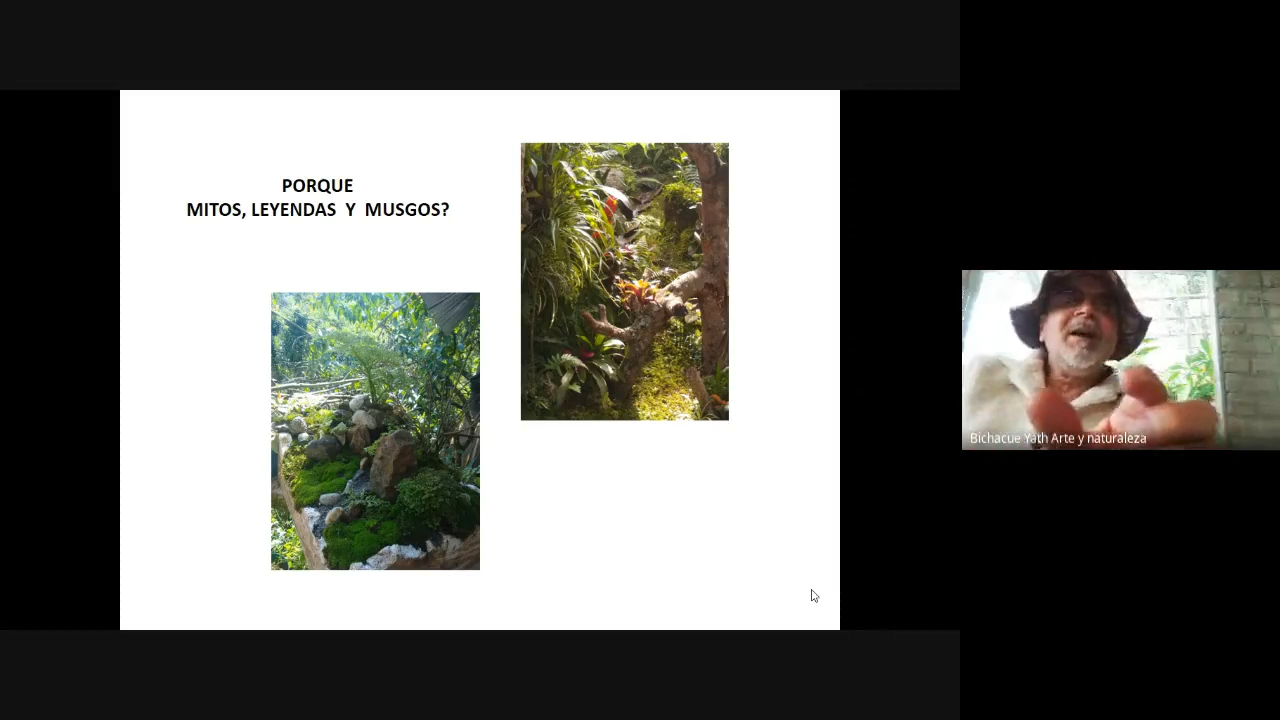 PORQUE
MITOS, LEYENDAS Y MUSGOS?
Bichacue Yath Arte y naturaleza